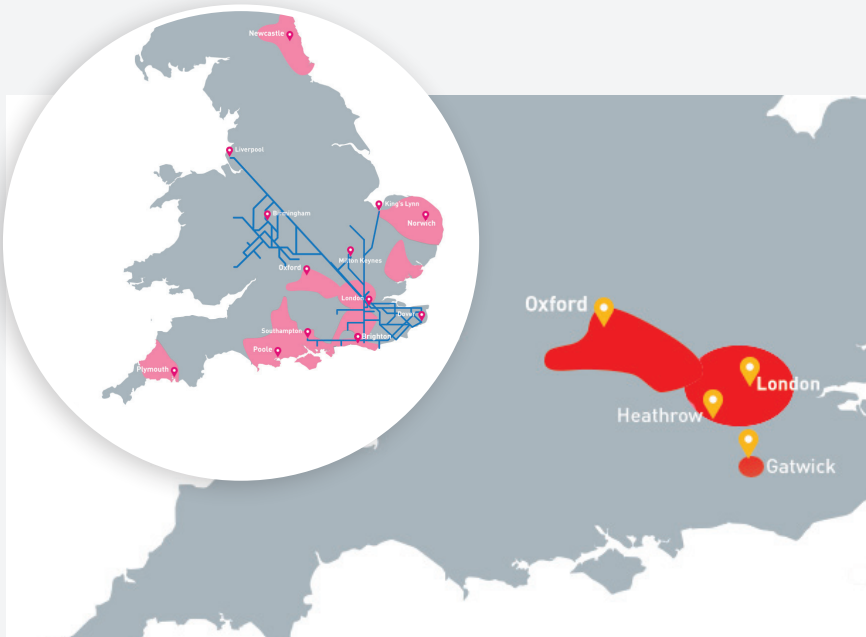 Newcastle
Liverpool
King's Lynn
Birmingham
Norwich
Milton Keynes
Oxford
London
Dover
Southampton
Brighton
Poole
Plymouth
Oxford
London
Heathrow
Gatwick